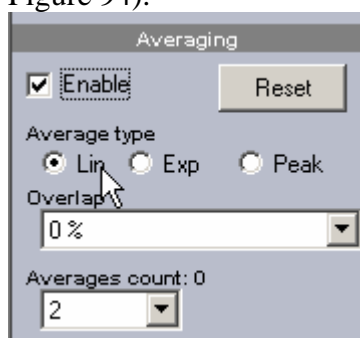 Figure 94).
Averaging
Enable Reset
Average type
Lin Exp Peak
Overlap
0 %
Averages count: 0
2